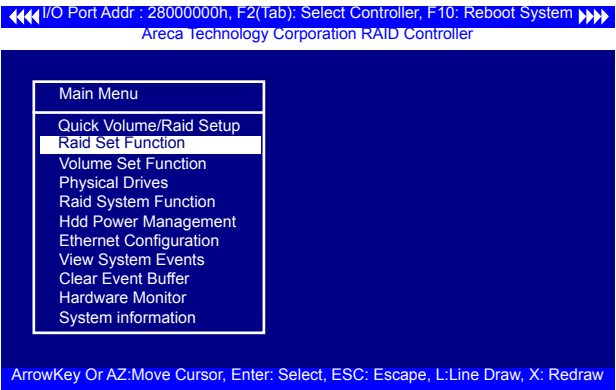 I/O Port Addr : 28000000h, F2(Tab): Select Controller, F10: Reboot System
Areca Technology Corporation RAID Controller
Main Menu
Quick Volume/Raid Setup
Raid Set Function
Volume Set Function
Physical Drives
Raid System Function
Hdd Power Management
Ethernet Configuration
View System Events
Clear Event Buffer
Hardware Monitor
System information
ArrowKey Or AZ:Move Cursor, Enter: Select, ESC: Escape, L:Line Draw, X: Redraw